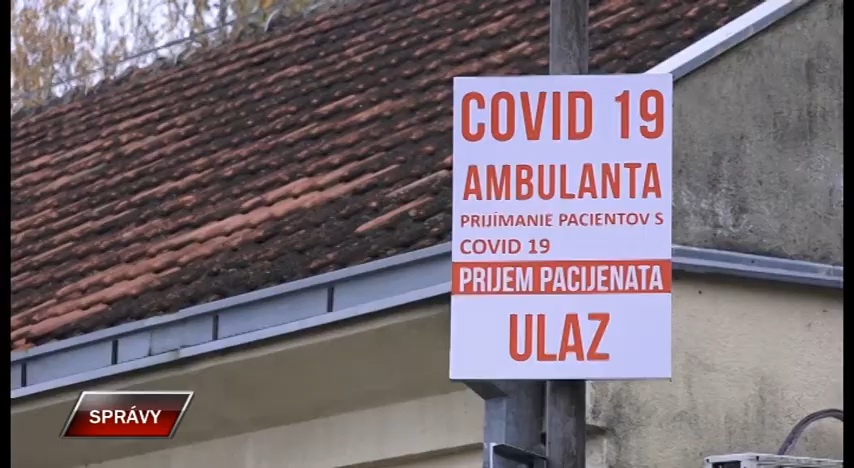 COVID 19
AMBULANTA
PRIJÍMANIE PACIENTOV S
COVID 19
PRIJEM PACIJENATA
ULAZ
SPRÁVY